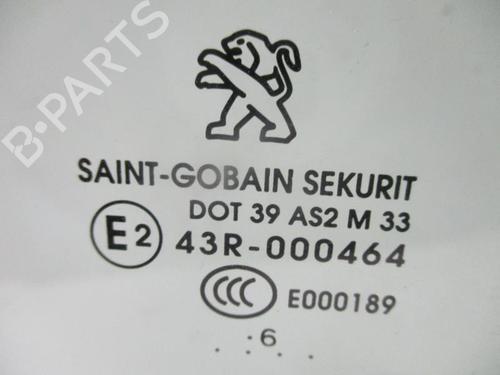 B-PARTS
SAINT-GOBAIN SEKURIT
DOT 39 AS2 M 33
E2 43R-000464
CCC E000189
. .:6. . .